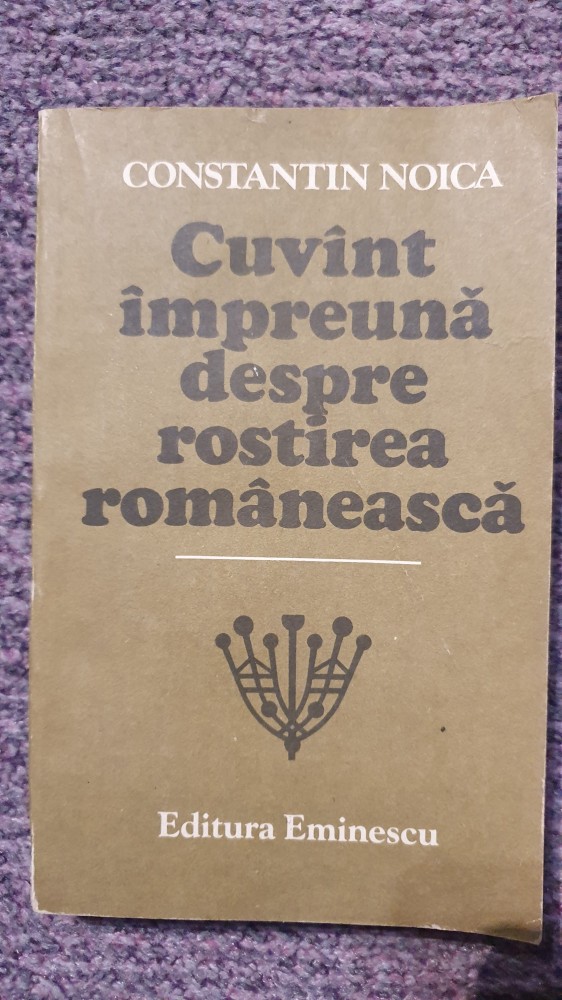 CONSTANTIN NOICA
Cuvînt
împreună
despre
rostirea
românească
Editura Eminescu